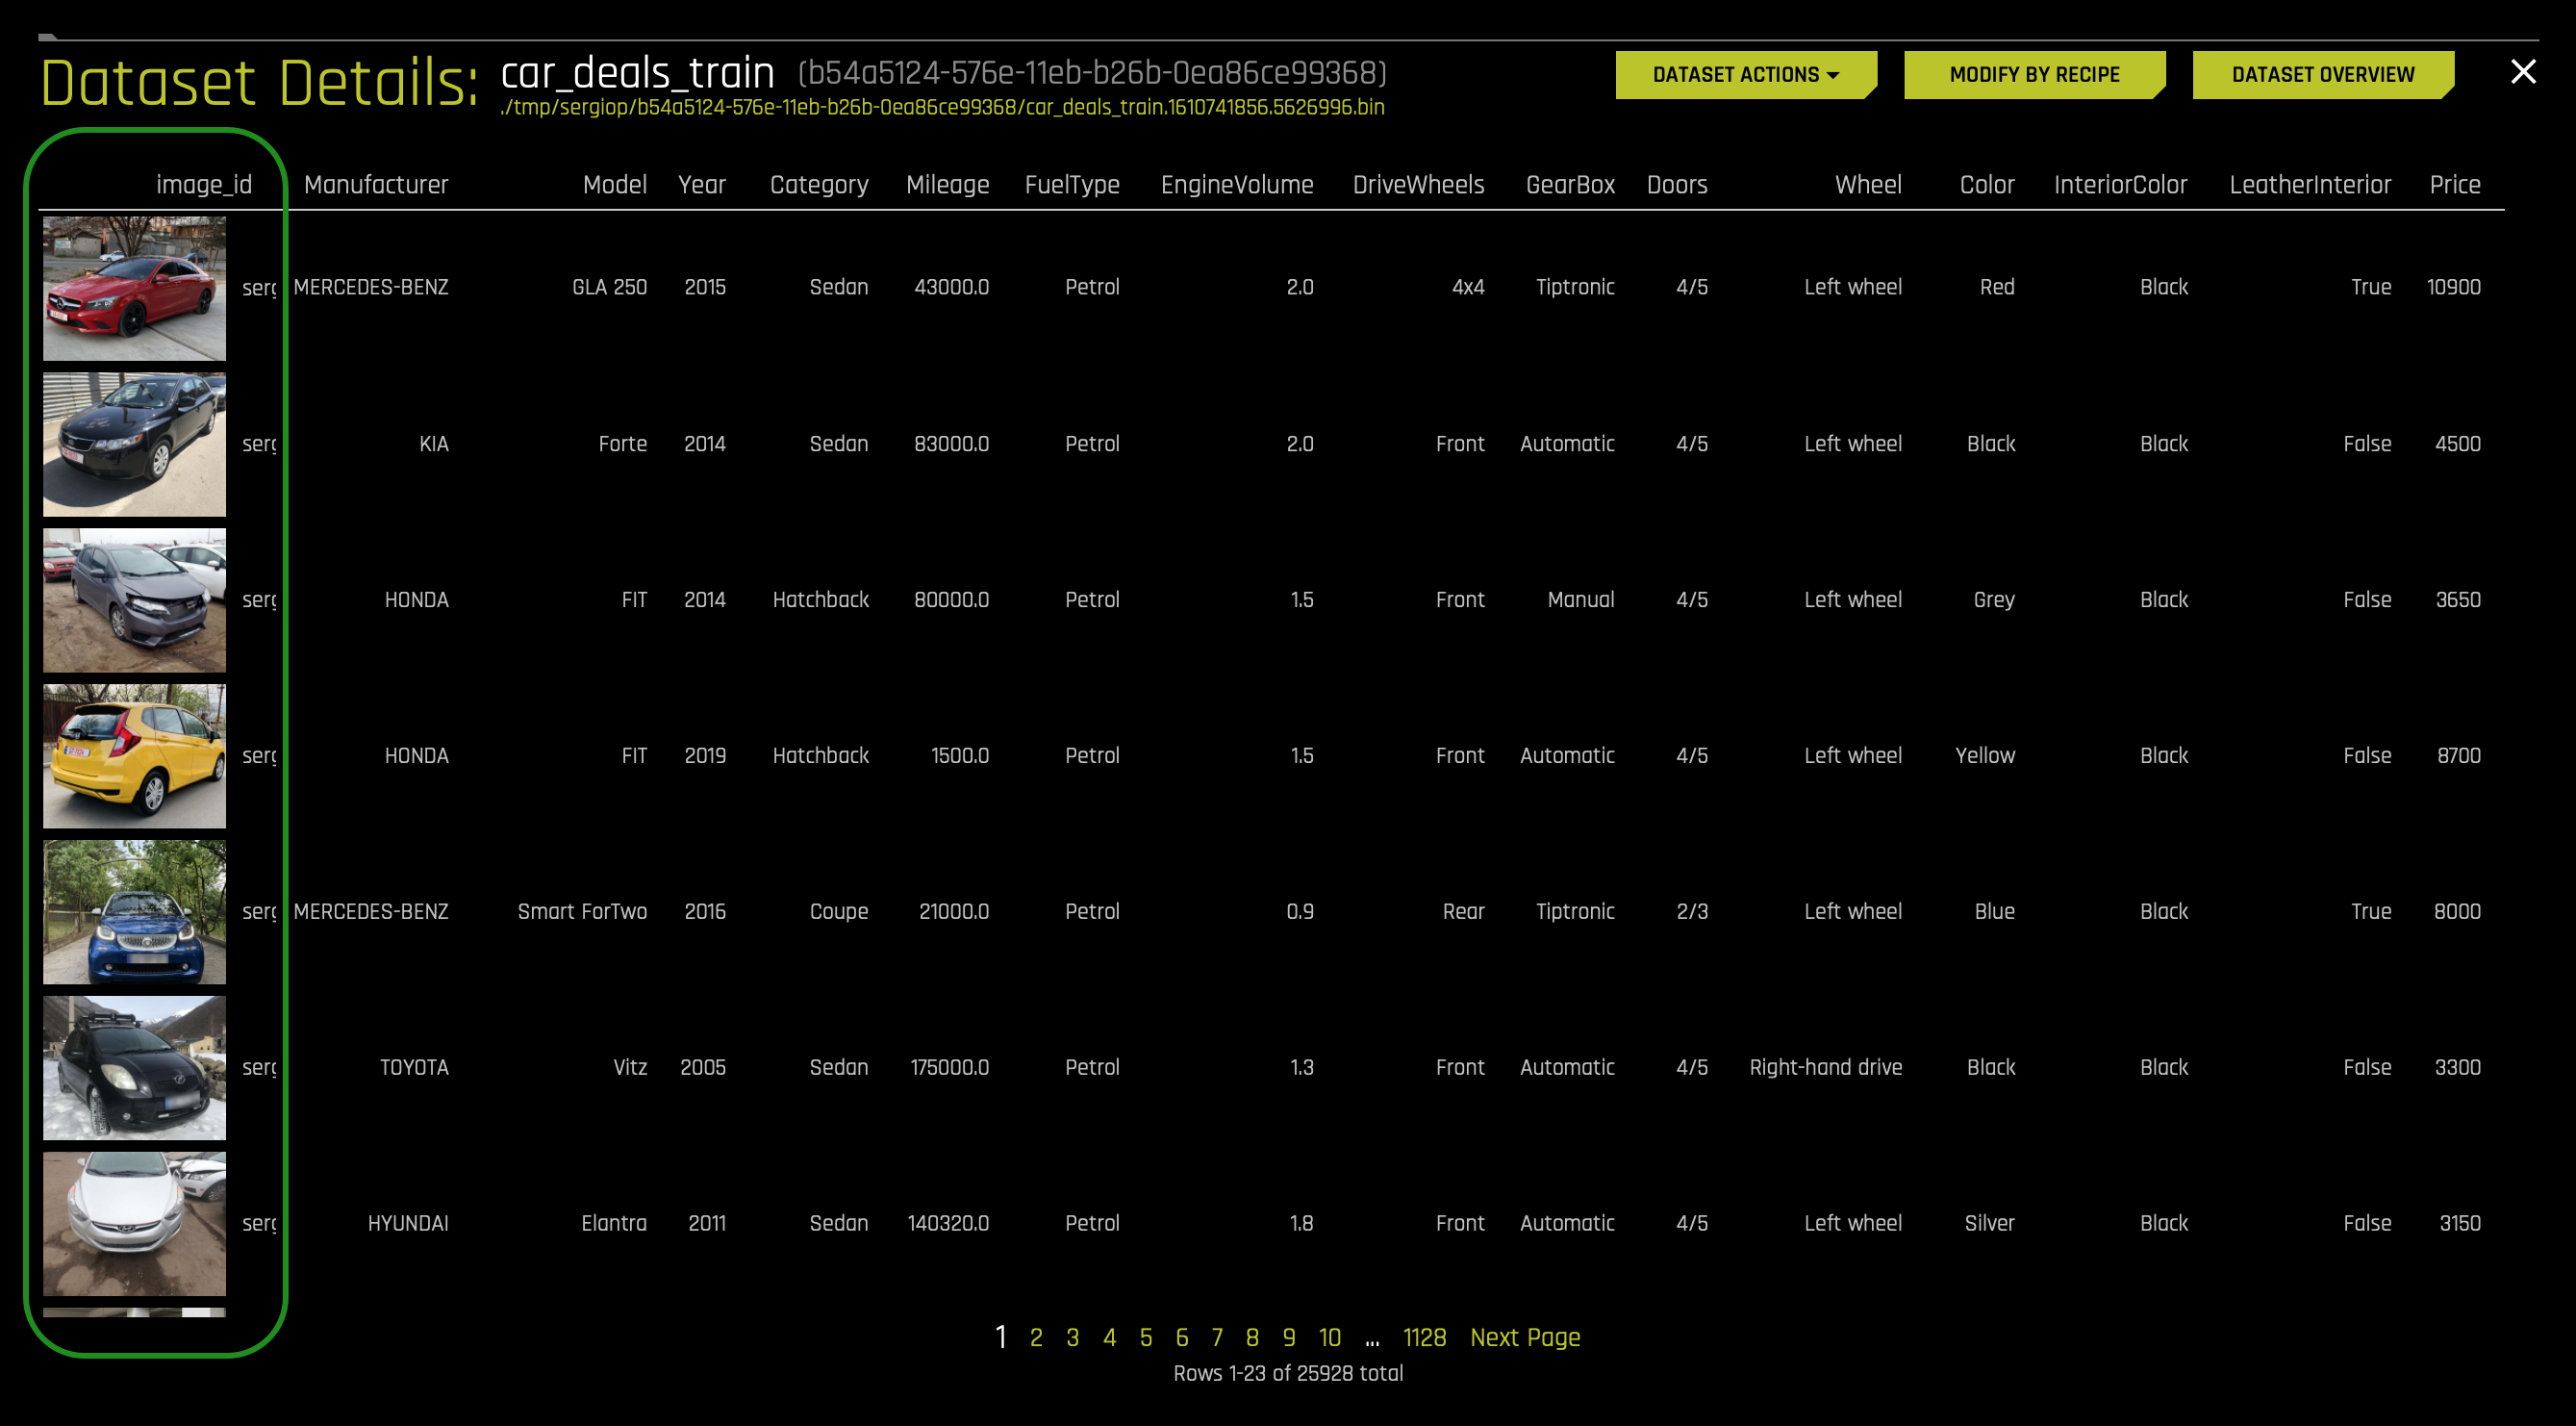 Dataset Details: car_deals_train (b54a5124-576e-11eb-b26b-0ea86ce99368) DATASET ACTIONS MODIFY BY RECIPE DATASET OVERVIEW
./tmp/sergiop/b54a5124-576e-11eb-b26b-0ea86ce99368/car_deals_train.1610741856.5626996.bin
image_id Manufacturer Model Year Category Mileage FuelType EngineVolume DriveWheels GearBox Doors Wheel Color InteriorColor LeatherInterior Price
serg MERCEDES-BENZ GLA 250 2015 Sedan 43000.0 Petrol 2.0 4x4 Tiptronic 4/5 Left wheel Red Black True 10900
serg KIA Forte 2014 Sedan 83000.0 Petrol 2.0 Front Automatic 4/5 Left wheel Black Black False 4500
serg HONDA FIT 2014 Hatchback 80000.0 Petrol 1.5 Front Manual 4/5 Left wheel Grey Black False 3650
serg HONDA FIT 2019 Hatchback 1500.0 Petrol 1.5 Front Automatic 4/5 Left wheel Yellow Black False 8700
serg MERCEDES-BENZ Smart ForTwo 2016 Coupe 21000.0 Petrol 0.9 Rear Tiptronic 2/3 Left wheel Blue Black True 8000
serg TOYOTA Vitz 2005 Sedan 175000.0 Petrol 1.3 Front Automatic 4/5 Right-hand drive Black Black False 3300
serg HYUNDAI Elantra 2011 Sedan 140320.0 Petrol 1.8 Front Automatic 4/5 Left wheel Silver Black False 3150
1 2 3 4 5 6 7 8 9 10 ... 1128 Next Page
Rows 1-23 of 25928 total